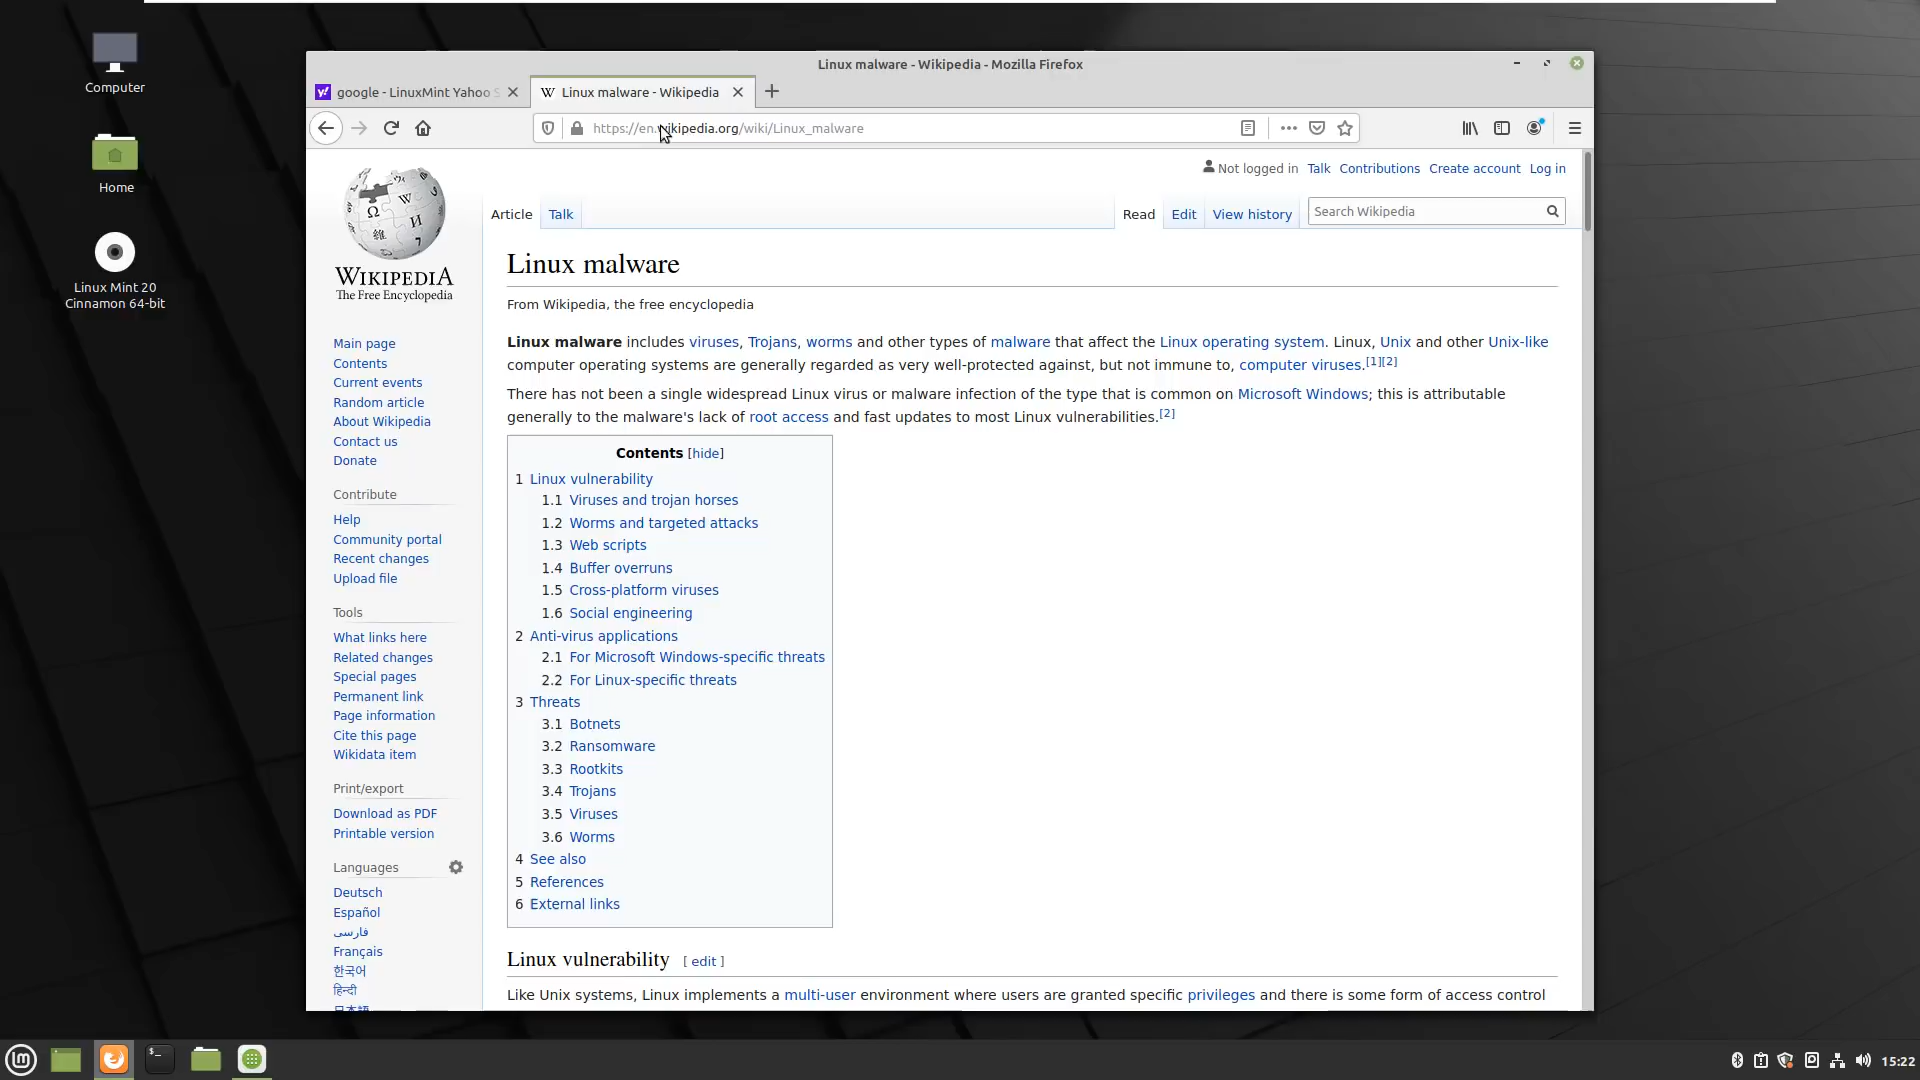 Computer
Home
Linux Mint 20
Cinnamon 64-bit
Linux malware - Wikipedia - Mozilla Firefox
google - LinuxMint Yahoo S
Linux malware - Wikipedia
https://en.wikipedia.org/wiki/Linux_malware
Not logged in Talk Contributions Create account Log in
Article Talk Read Edit View history Search Wikipedia
WIKIPEDIA
The Free Encyclopedia
Main page
Contents
Current events
Random article
About Wikipedia
Contact us
Donate
Contribute
Help
Community portal
Recent changes
Upload file
Tools
What links here
Related changes
Special pages
Permanent link
Page information
Cite this page
Wikidata item
Print/export
Download as PDF
Printable version
Languages
Deutsch
Español
فارسی
Français
한국어
हिन्दी
日本語
Linux malware
From Wikipedia, the free encyclopedia
Linux malware includes viruses, Trojans, worms and other types of malware that affect the Linux operating system. Linux, Unix and other Unix-like
computer operating systems are generally regarded as very well-protected against, but not immune to, computer viruses.[1][2]
There has not been a single widespread Linux virus or malware infection of the type that is common on Microsoft Windows; this is attributable
generally to the malware's lack of root access and fast updates to most Linux vulnerabilities.[2]
Contents [hide]
1 Linux vulnerability
1.1 Viruses and trojan horses
1.2 Worms and targeted attacks
1.3 Web scripts
1.4 Buffer overruns
1.5 Cross-platform viruses
1.6 Social engineering
2 Anti-virus applications
2.1 For Microsoft Windows-specific threats
2.2 For Linux-specific threats
3 Threats
3.1 Botnets
3.2 Ransomware
3.3 Rootkits
3.4 Trojans
3.5 Viruses
3.6 Worms
4 See also
5 References
6 External links
Linux vulnerability [ edit ]
Like Unix systems, Linux implements a multi-user environment where users are granted specific privileges and there is some form of access control
15:22